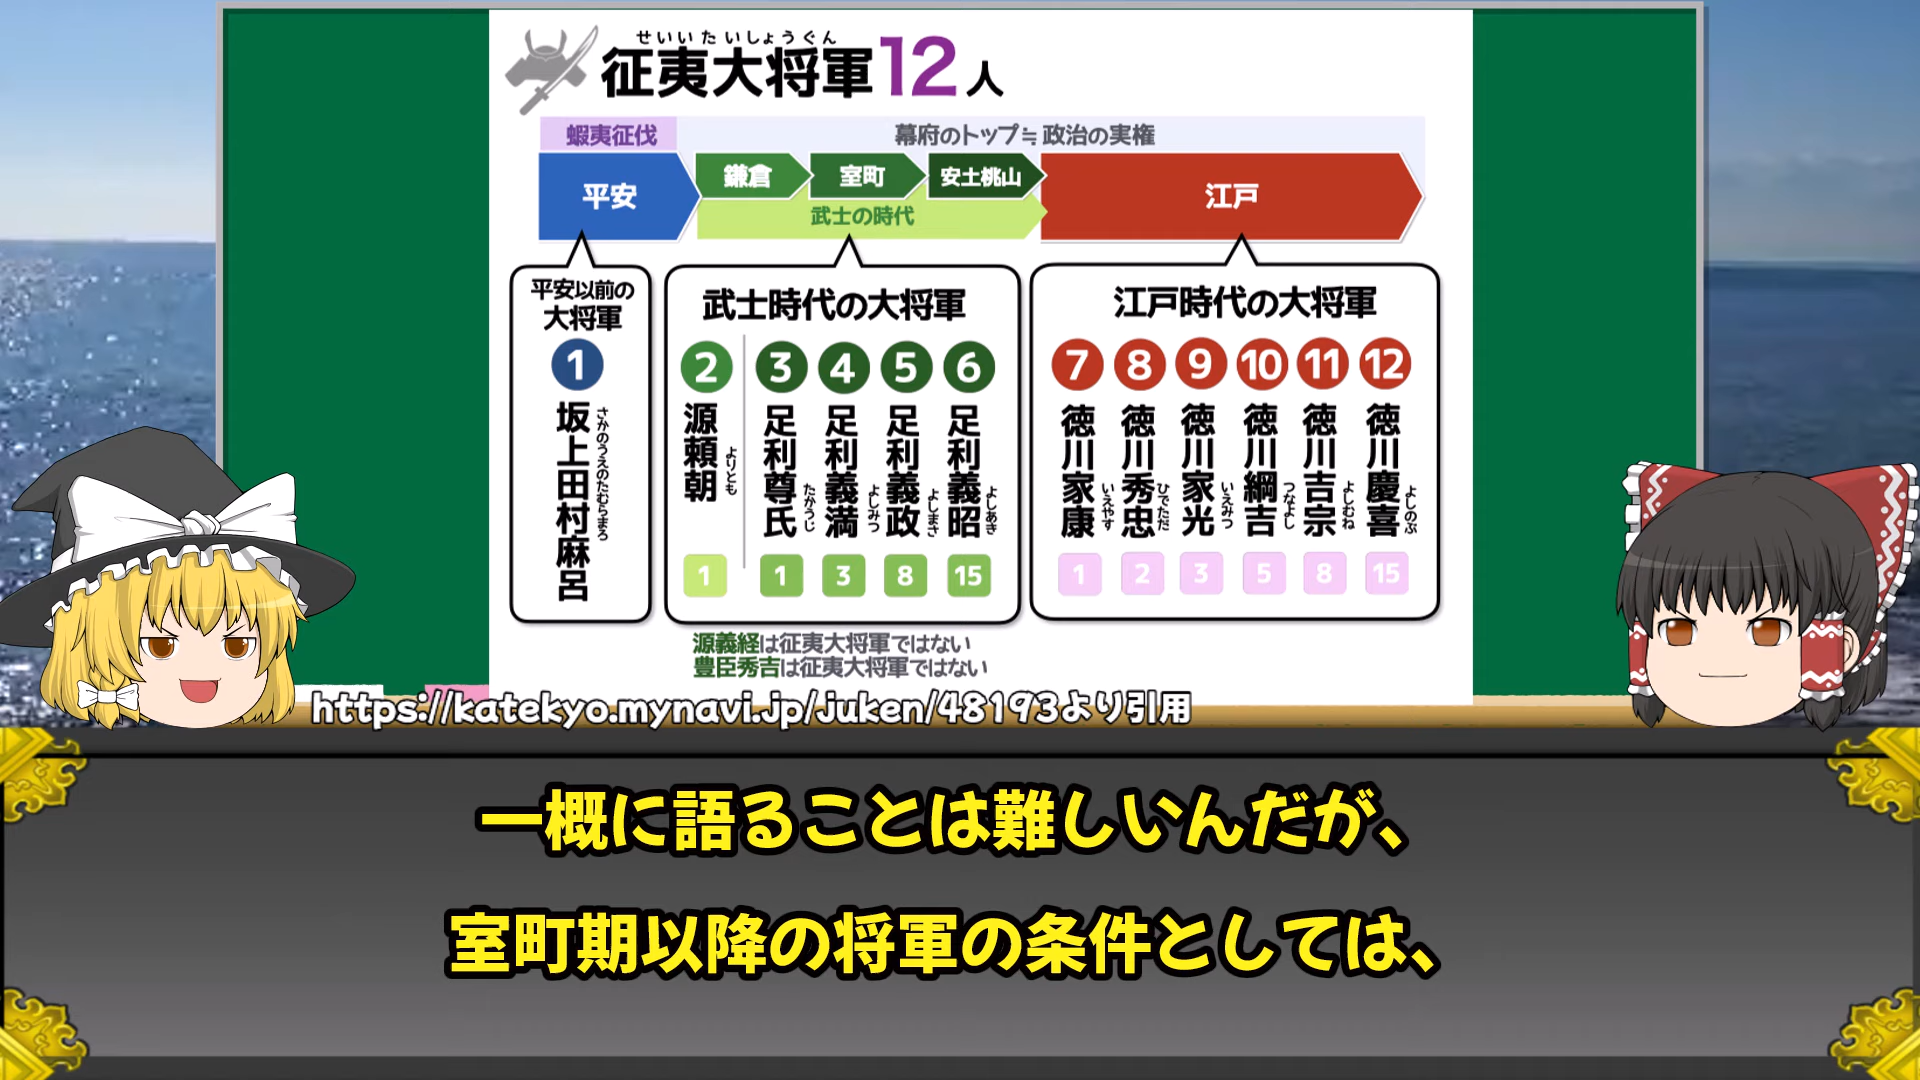 せいいたいしょうぐん
征夷大将軍12人
蝦夷征伐
幕府のトップ≒政治の実権
平安
鎌倉
室町
安土桃山
江戸
武士の時代
平安以前の
大将軍
1
坂上田村麻呂
さかのうえのたむらまろ
武士時代の大将軍
2
源頼朝
よりとも
1
3
足利尊氏
たかうじ
1
4
足利義満
よしみつ
3
5
足利義政
よしまさ
8
6
足利義昭
よしあき
15
江戸時代の大将軍
7
徳川家康
いえやす
1
8
徳川秀忠
ひでただ
2
9
徳川家光
いえみつ
3
10
徳川綱吉
つなよし
5
11
徳川吉宗
よしむね
8
12
徳川慶喜
よしのぶ
15
源義経は征夷大将軍ではない
豊臣秀吉は征夷大将軍ではない
https://katekyo.mynavi.jp/juken/48193より引用
一概に語ることは難しいんだが、
室町期以降の将軍の条件としては、